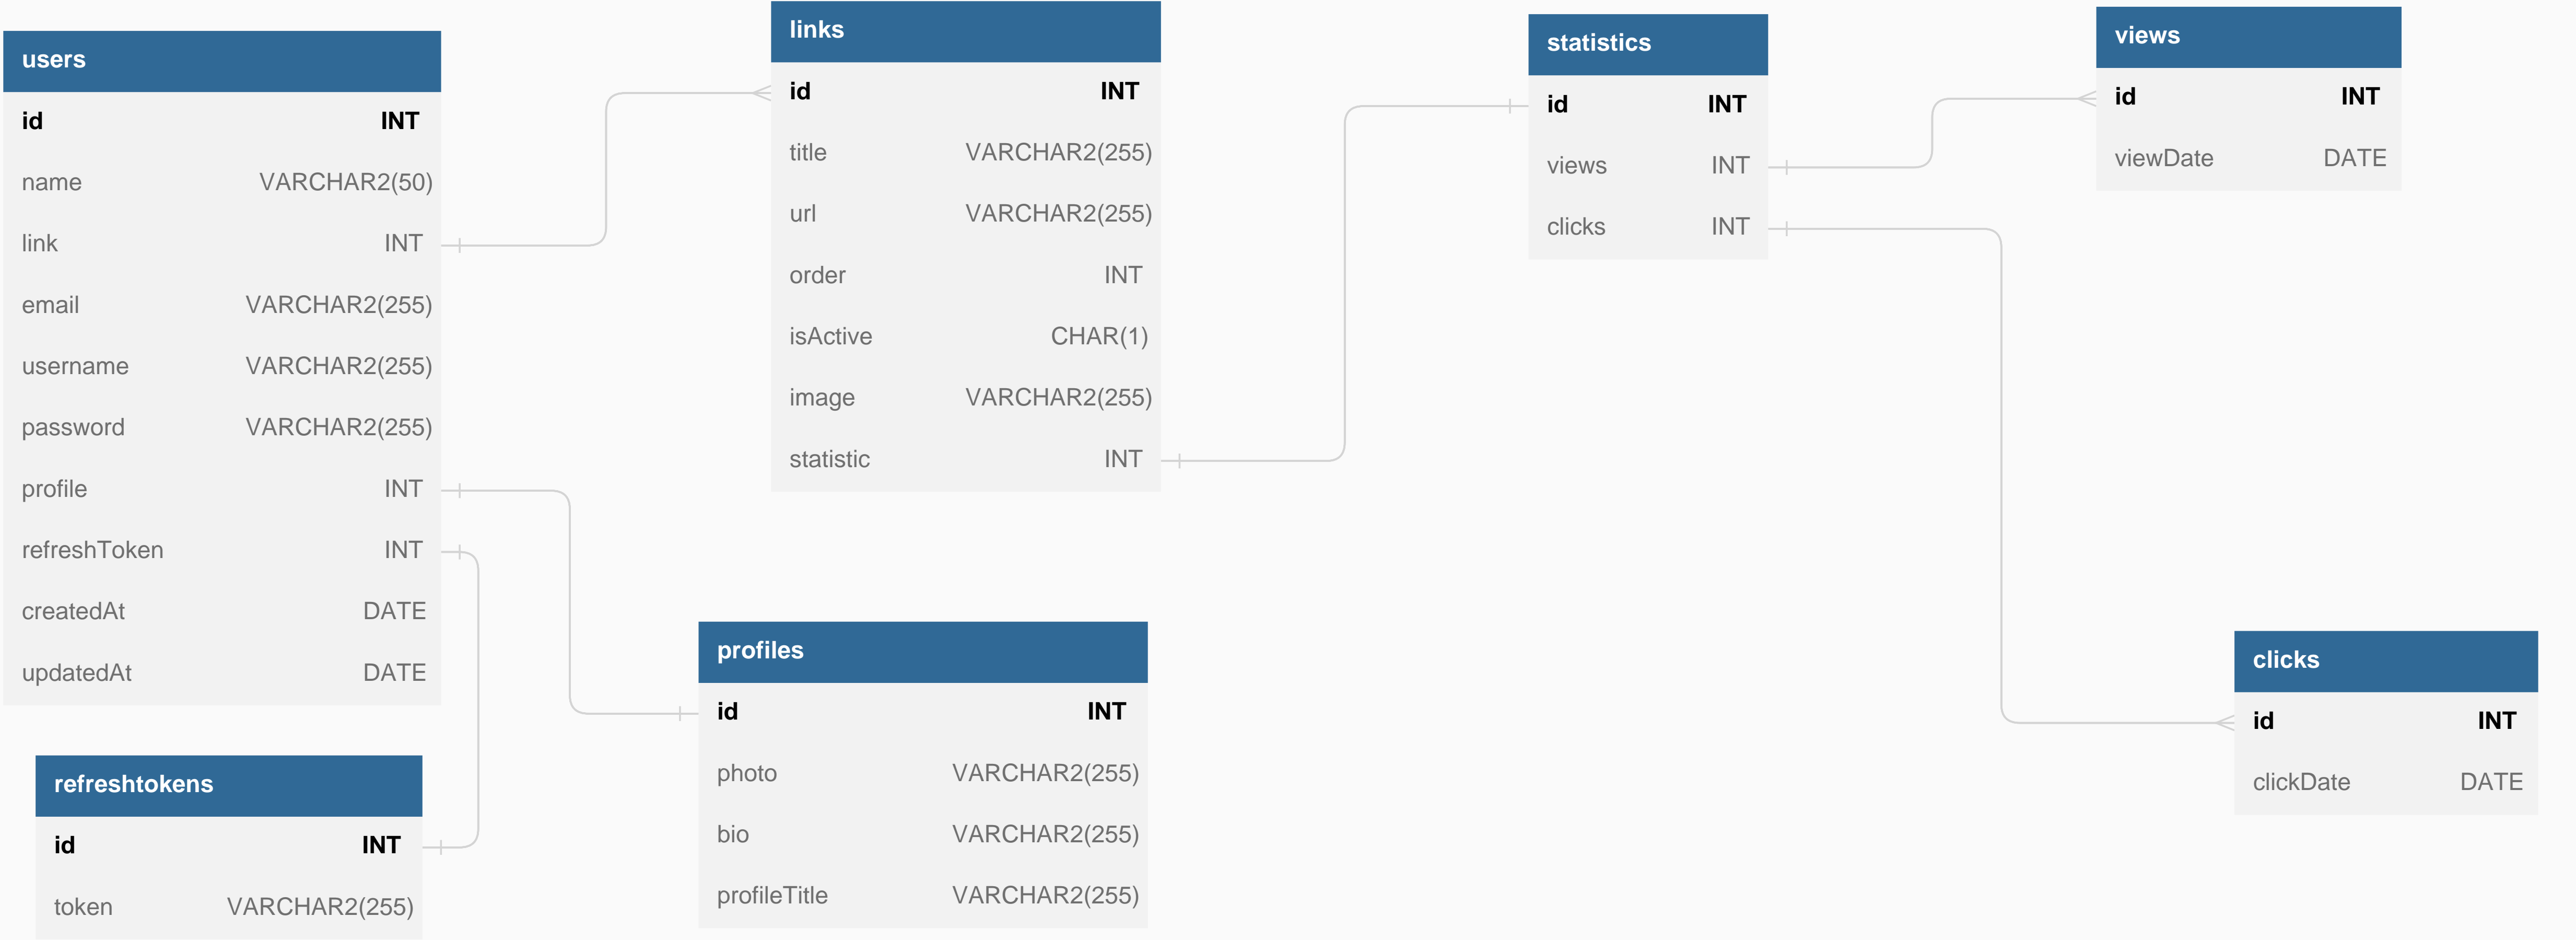 users
id INT
name VARCHAR2(50)
link INT
email VARCHAR2(255)
username VARCHAR2(255)
password VARCHAR2(255)
profile INT
refreshToken INT
createdAt DATE
updatedAt DATE
refreshtokens
id INT
token VARCHAR2(255)
links
id INT
title VARCHAR2(255)
url VARCHAR2(255)
order INT
isActive CHAR(1)
image VARCHAR2(255)
statistic INT
profiles
id INT
photo VARCHAR2(255)
bio VARCHAR2(255)
profileTitle VARCHAR2(255)
statistics
id INT
views INT
clicks INT
views
id INT
viewDate DATE
clicks
id INT
clickDate DATE